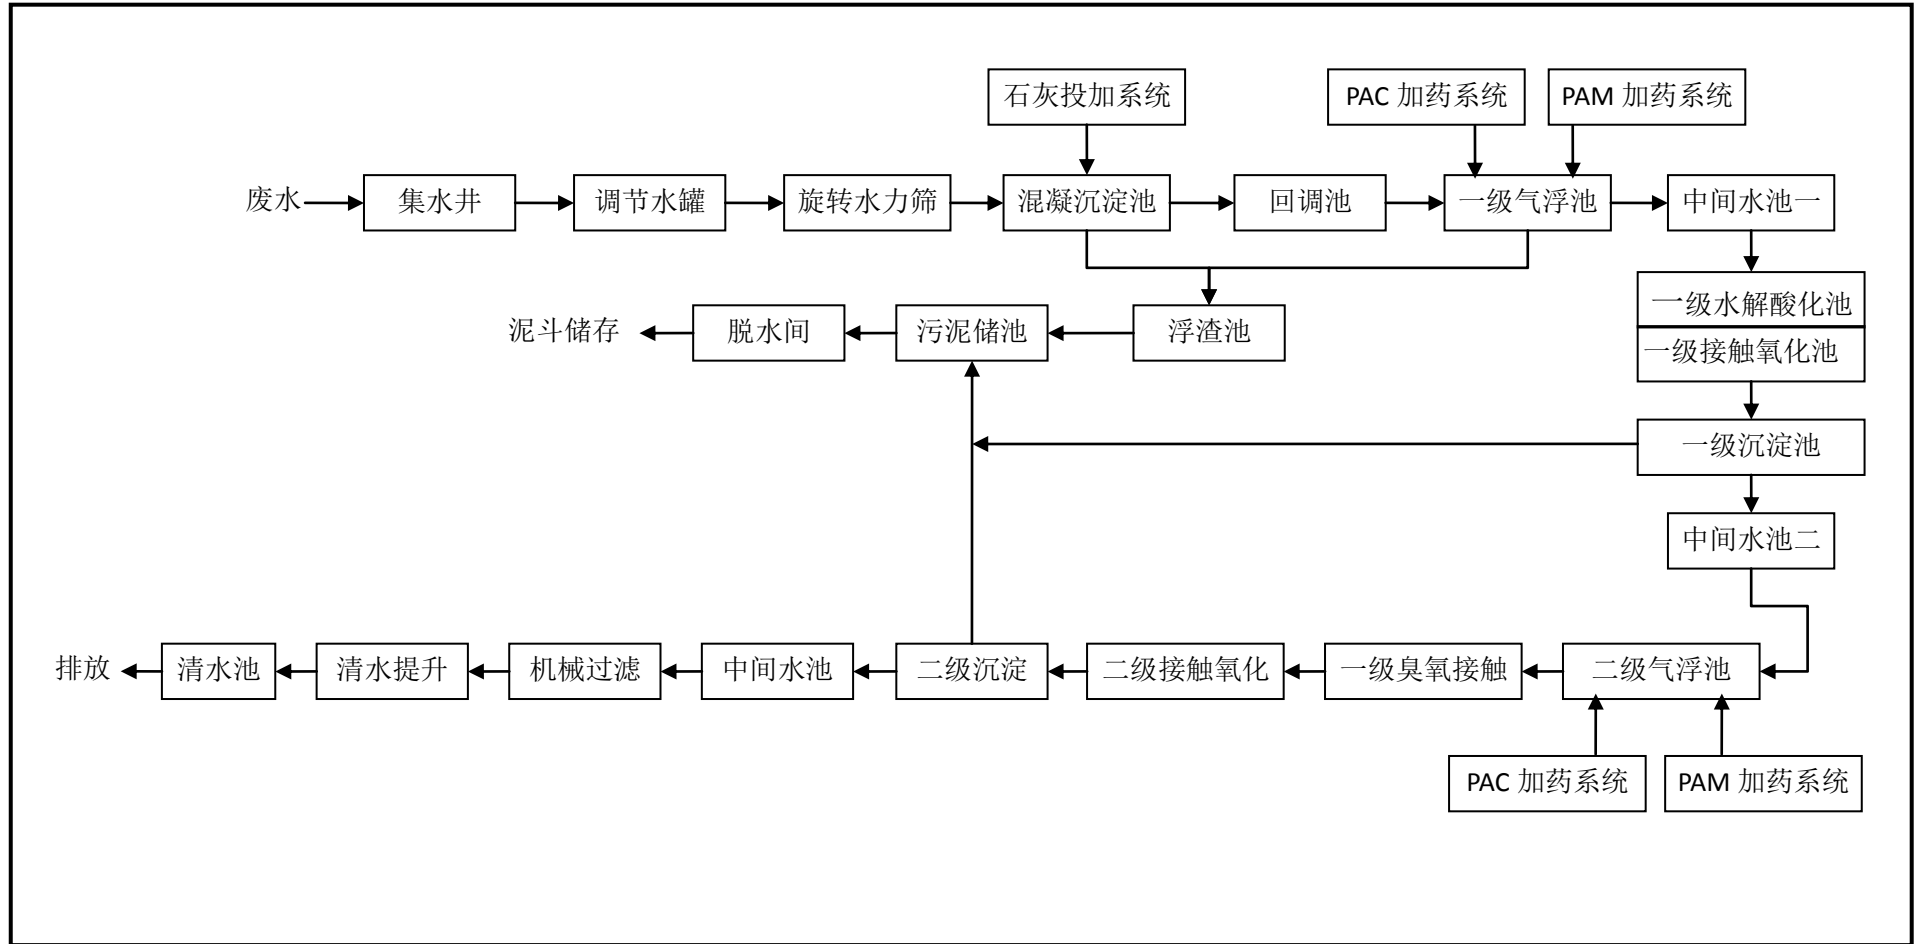 石灰投加系统
PAC 加药系统
PAM 加药系统
废水
集水井
调节水罐
旋转水力筛
混凝沉淀池
回调池
一级气浮池
中间水池一
一级水解酸化池
一级接触氧化池
泥斗储存
脱水间
污泥储池
浮渣池
一级沉淀池
中间水池二
排放
清水池
清水提升
机械过滤
中间水池
二级沉淀
二级接触氧化
一级臭氧接触
二级气浮池
PAC 加药系统
PAM 加药系统